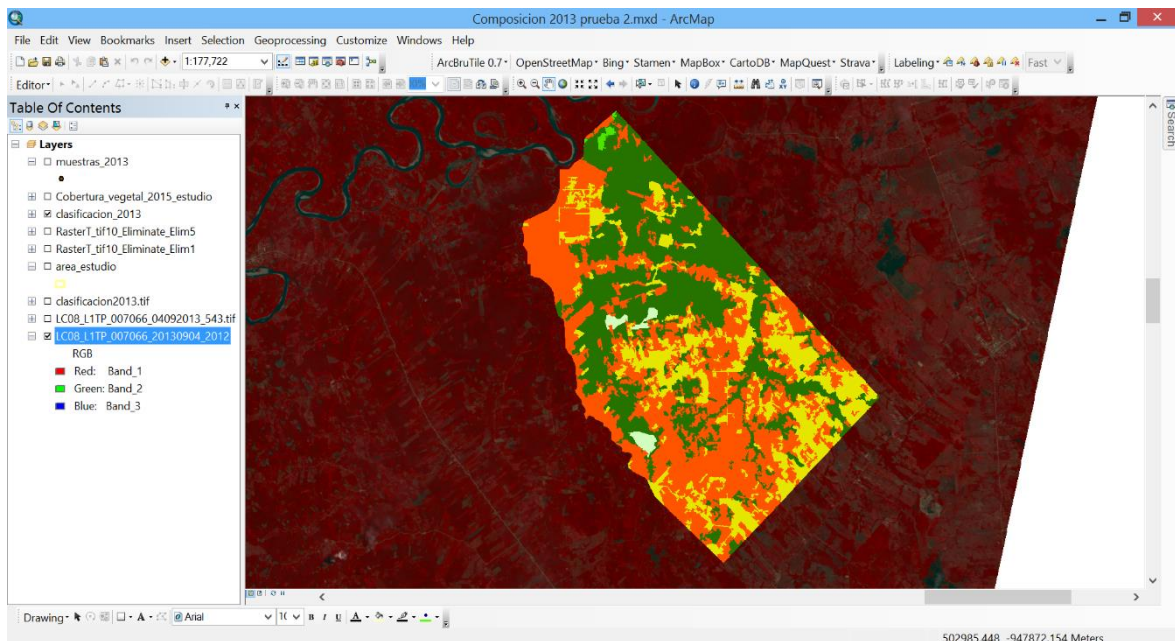 Composicion 2013 prueba 2.mxd - ArcMap
File Edit View Bookmarks Insert Selection Geoprocessing Customize Windows Help
1:177,722
ArcBruTile 0.7 OpenStreetMap Bing Stamen MapBox CartoDB MapQuest Strava Labeling Fast
Editor
Table Of Contents
Layers
muestras_2013
Cobertura_vegetal_2015_estudio
clasificacion_2013
RasterT_tif10_Eliminate_Elim5
RasterT_tif10_Eliminate_Elim1
area_estudio
clasificacion2013.tif
LC08_L1TP_007066_04092013_543.tif
LC08_L1TP_007066_20130904_2012
RGB
Red: Band_1
Green: Band_2
Blue: Band_3
Search
Drawing A Arial B I U A
502985.448 -947872.154 Meters